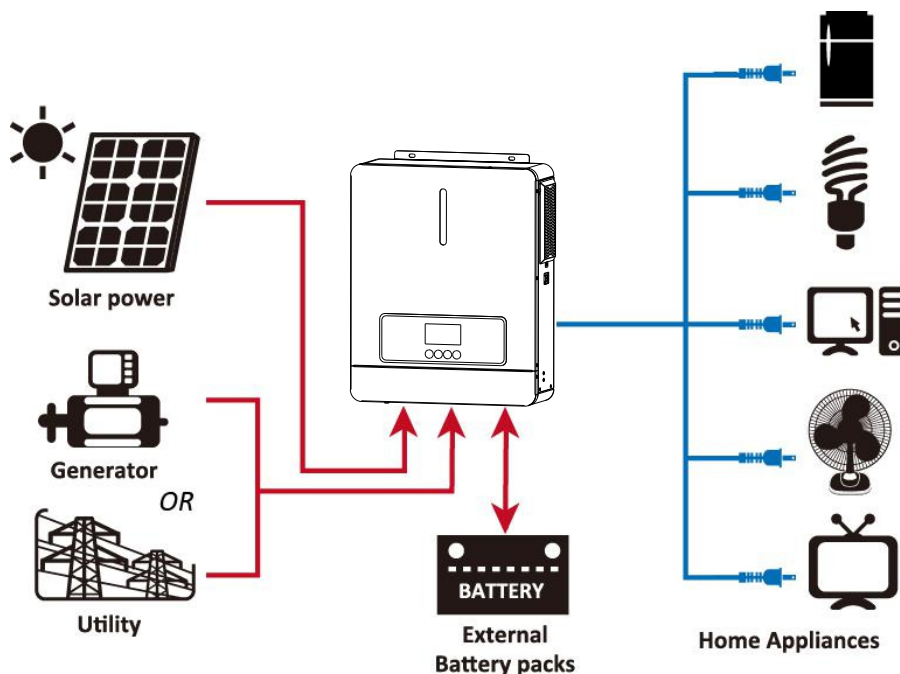 Solar power
Generator
OR
Utility
BATTERY
External
Battery packs
Home Appliances